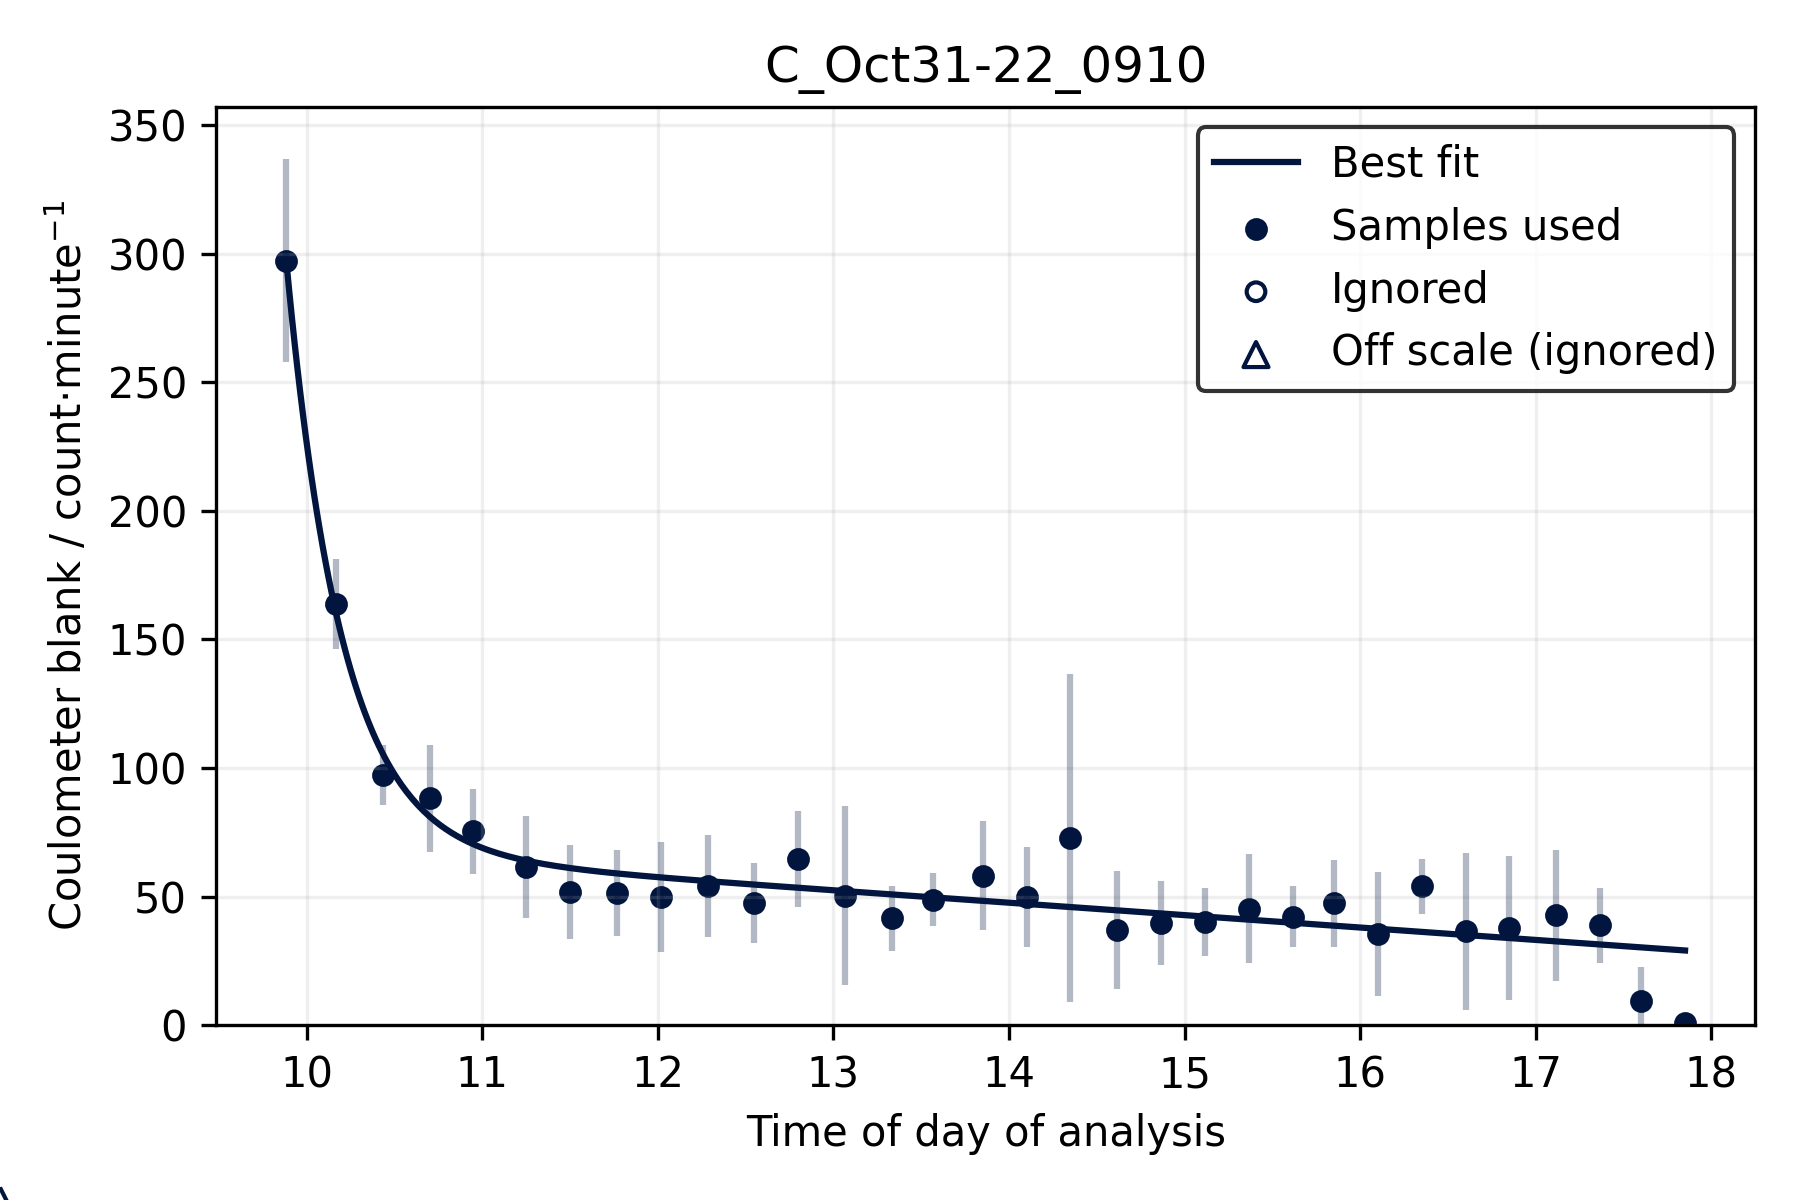 C_Oct31-22_0910
350
300
250
200
150
100
50
0
Coulometer blank / count·minute⁻¹
Best fit
Samples used
Ignored
Off scale (ignored)
10 11 12 13 14 15 16 17 18
Time of day of analysis